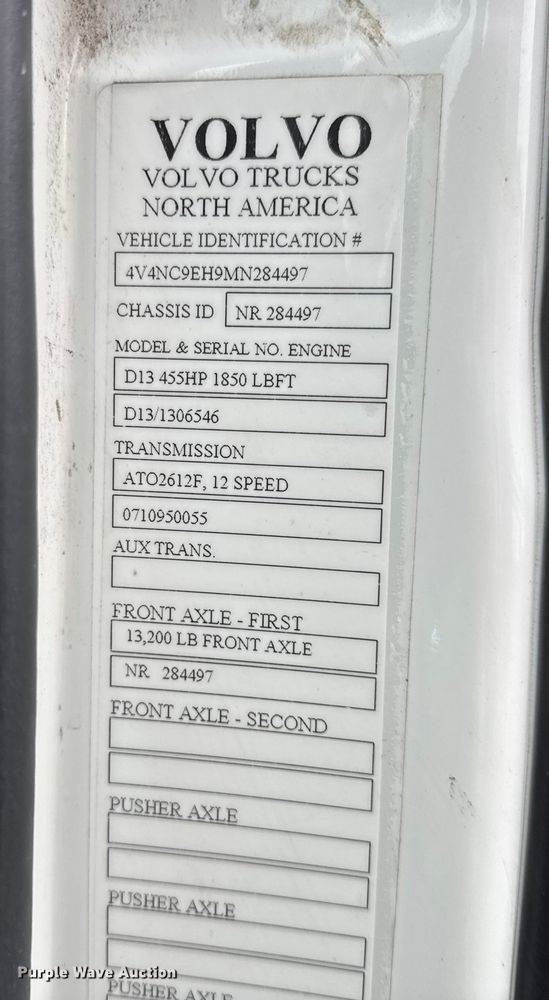 VOLVO
VOLVO TRUCKS
NORTH AMERICA
VEHICLE IDENTIFICATION #
4V4NC9EH9MN284497
CHASSIS ID NR 284497
MODEL & SERIAL NO. ENGINE
D13 455HP 1850 LBFT
D13/1306546
TRANSMISSION
ATO2612F, 12 SPEED
0710950055
AUX TRANS.
FRONT AXLE - FIRST
13,200 LB FRONT AXLE
NR 284497
FRONT AXLE - SECOND
PUSHER AXLE
PUSHER AXLE
PUSHER AXLE
Purple Wave Auction